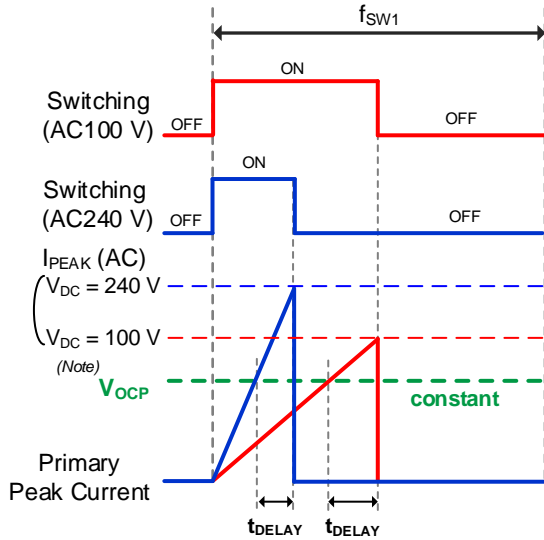 fSW1
ON
Switching
(AC100 V)
OFF
OFF
ON
Switching
(AC240 V)
OFF
OFF
IPEAK (AC)
VDC = 240 V
VDC = 100 V
(Note)
VOCP
constant
Primary
Peak Current
tDELAY
tDELAY